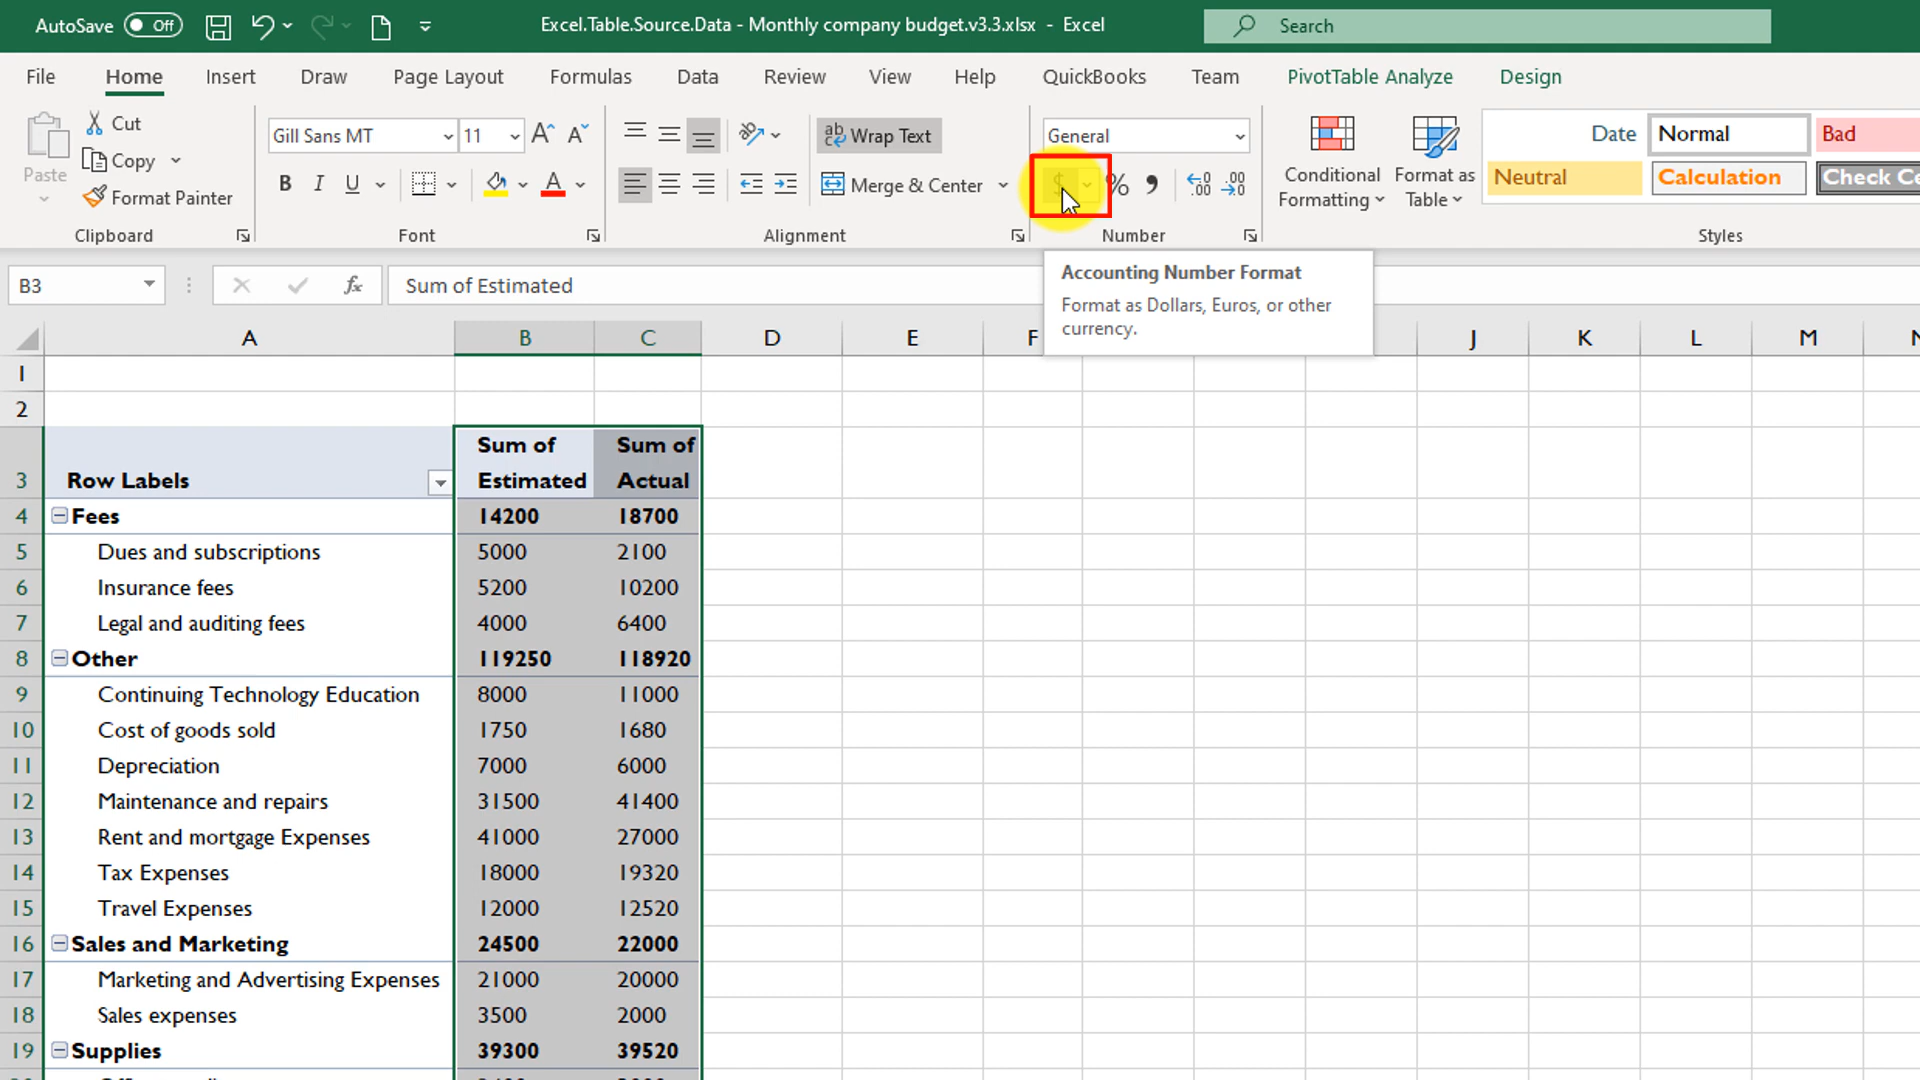 AutoSave Off
Excel.Table.Source.Data - Monthly company budget.v3.3.xlsx - Excel
Search
File Home Insert Draw Page Layout Formulas Data Review View Help QuickBooks Team PivotTable Analyze Design
Paste
Cut
Copy
Format Painter
Clipboard
Gill Sans MT 11 A A
B I U A
Font
ab Wrap Text
Merge & Center
Alignment
General
$ % 9 .00 .00
Number
Conditional Formatting
Format as Table
Date Normal Bad
Neutral Calculation
Styles
B3 fx Sum of Estimated
Accounting Number Format
Format as Dollars, Euros, or other
currency.
A B C D E F J K L M
1
2
3 Row Labels Sum of Estimated Sum of Actual
4 Fees 14200 18700
5 Dues and subscriptions 5000 2100
6 Insurance fees 5200 10200
7 Legal and auditing fees 4000 6400
8 Other 119250 118920
9 Continuing Technology Education 8000 11000
10 Cost of goods sold 1750 1680
11 Depreciation 7000 6000
12 Maintenance and repairs 31500 41400
13 Rent and mortgage Expenses 41000 27000
14 Tax Expenses 18000 19320
15 Travel Expenses 12000 12520
16 Sales and Marketing 24500 22000
17 Marketing and Advertising Expenses 21000 20000
18 Sales expenses 3500 2000
19 Supplies 39300 39520